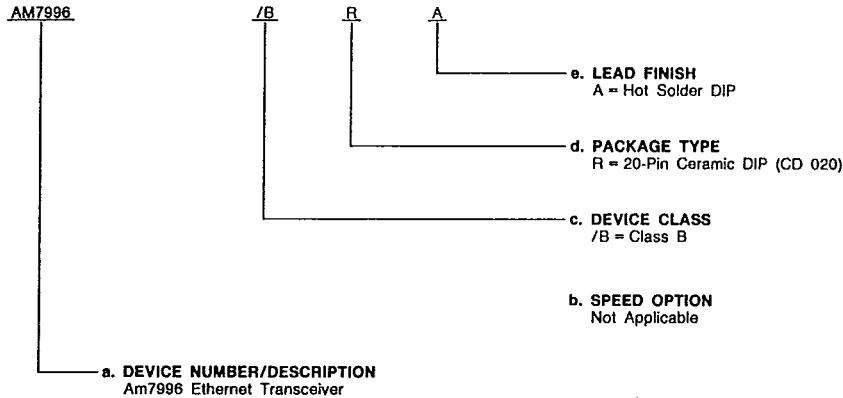 AM7996 /B R A
e. LEAD FINISH
A = Hot Solder DIP
d. PACKAGE TYPE
R = 20-Pin Ceramic DIP (CD 020)
c. DEVICE CLASS
/B = Class B
b. SPEED OPTION
Not Applicable
a. DEVICE NUMBER/DESCRIPTION
Am7996 Ethernet Transceiver